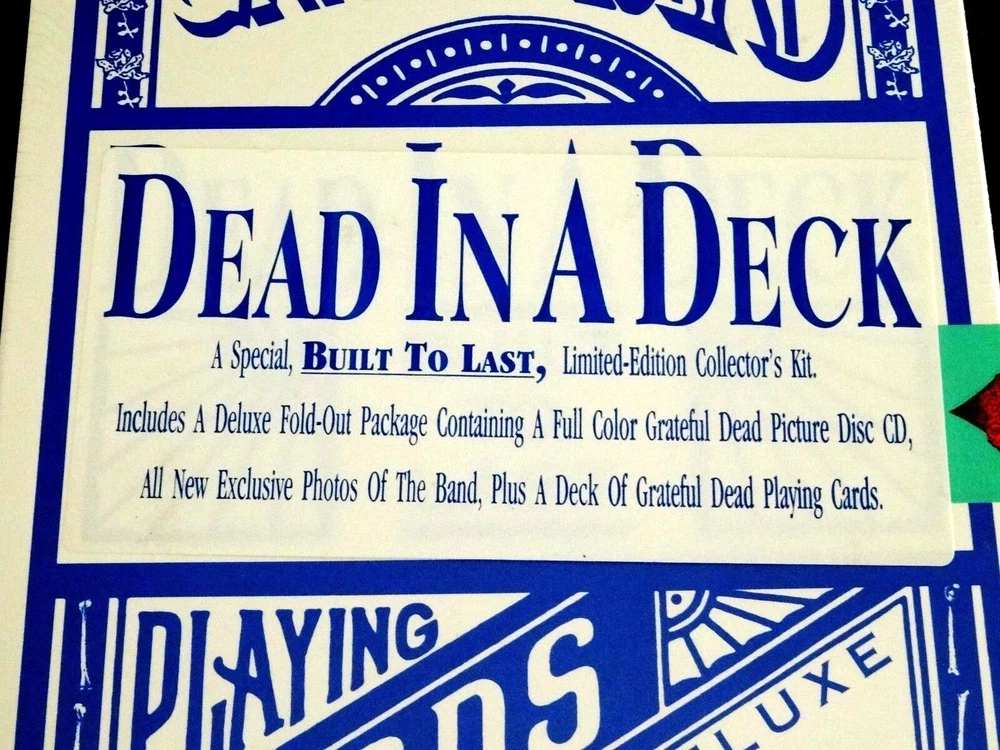 DEAD IN A DECK
A Special, BUILT TO LAST, Limited-Edition Collector's Kit.
Includes A Deluxe Fold-Out Package Containing A Full Color Grateful Dead Picture Disc CD,
All New Exclusive Photos Of The Band, Plus A Deck Of Grateful Dead Playing Cards.
PLAYING